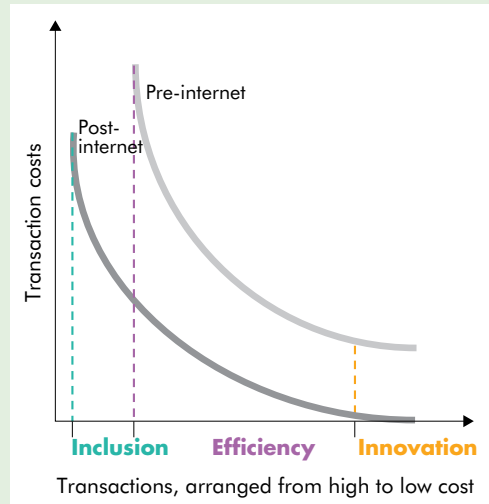 Pre-internet
Post-
internet
Transaction costs
Inclusion Efficiency Innovation
Transactions, arranged from high to low cost